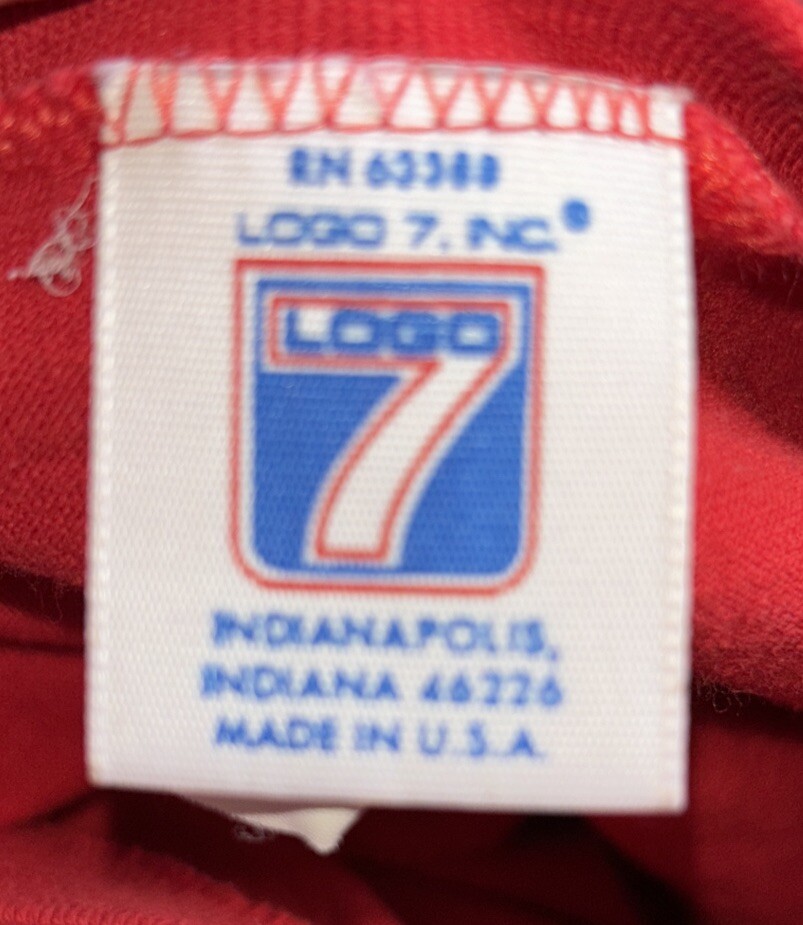 RN 63388
LOGO 7, INC.®
LOGO
7
INDIANAPOLIS,
INDIANA 46226
MADE IN U.S.A.